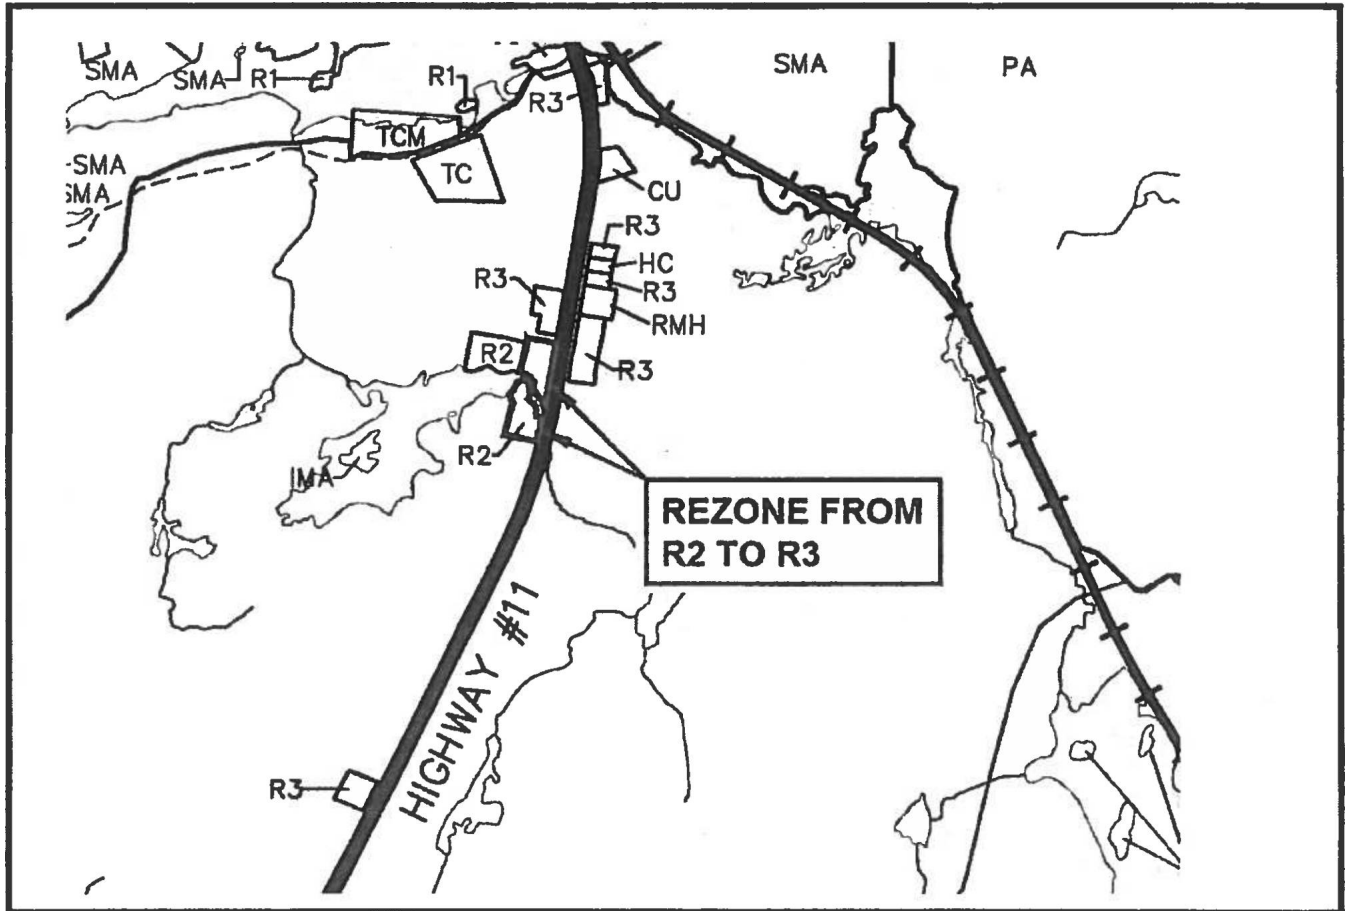 SMA
SMA
R1
R1
R3
SMA
PA
TCM
-SMA
SMA
TC
CU
R3
HC
R3
R3
RMH
R2
R3
R2
IMA
REZONE FROM
R2 TO R3
HIGHWAY #11
R3